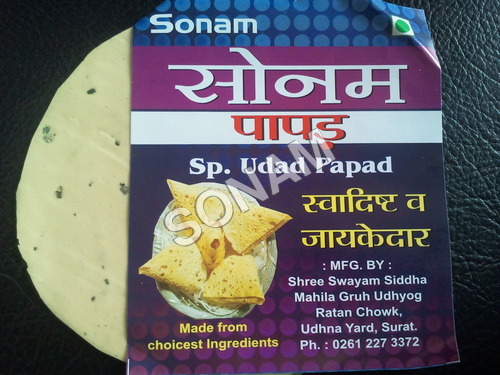 Sonam
सोनम
पापड़
Sp. Udad Papad
SONAM
स्वादिष्ट व
जायकेदार
: MFG. BY :
Shree Swayam Siddha
Mahila Gruh Udhyog
Ratan Chowk,
Udhna Yard, Surat.
Ph. : 0261 227 3372
Made from
choicest Ingredients